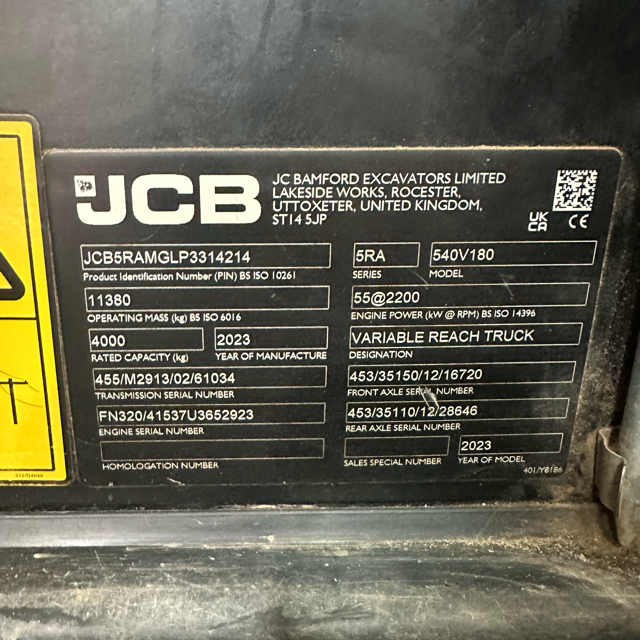 JCB
JC BAMFORD EXCAVATORS LIMITED
LAKESIDE WORKS, ROCESTER,
UTTOXETER, UNITED KINGDOM,
ST14 5JP
UK
CA
CE
JCB5RAMGLP3314214
Product Identification Number (PIN) BS ISO 10261
5RA
SERIES
540V180
MODEL
11380
OPERATING MASS (kg) BS ISO 6016
55@2200
ENGINE POWER (kW @ RPM) BS ISO 14396
4000
RATED CAPACITY (kg)
2023
YEAR OF MANUFACTURE
VARIABLE REACH TRUCK
DESIGNATION
455/M2913/02/61034
TRANSMISSION SERIAL NUMBER
453/35150/12/16720
FRONT AXLE SERIAL NUMBER
FN320/41537U3652923
ENGINE SERIAL NUMBER
453/35110/12/28646
REAR AXLE SERIAL NUMBER
HOMOLOGATION NUMBER
SALES SPECIAL NUMBER
2023
YEAR OF MODEL
401/Y8186